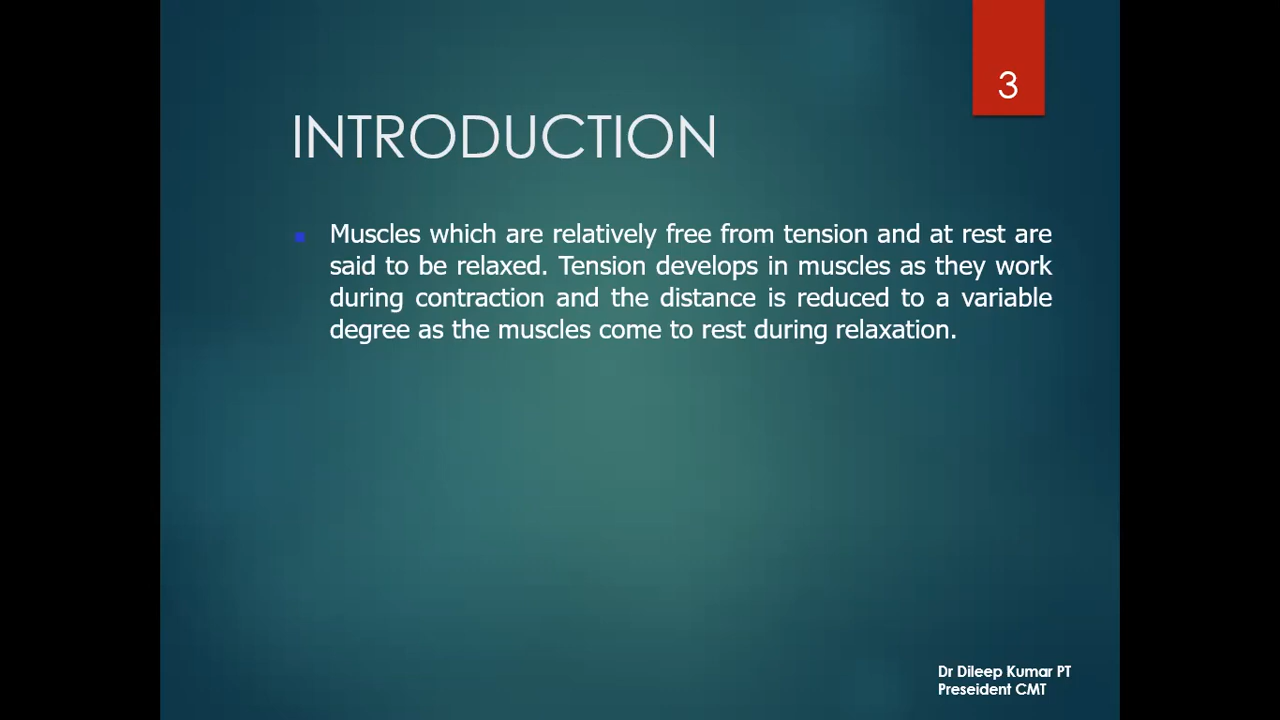 3
INTRODUCTION
Muscles which are relatively free from tension and at rest are
said to be relaxed. Tension develops in muscles as they work
during contraction and the distance is reduced to a variable
degree as the muscles come to rest during relaxation.
Dr Dileep Kumar PT
Preseident CMT